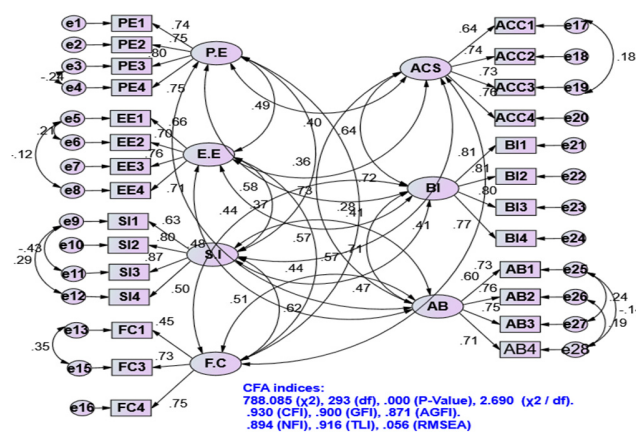 e1 PE1 .74
e2 PE2 .75
e3 PE3 .80
-.24
e4 PE4 .75
P.E
e5 EE1 .66
.21
e6 EE2 .70
-.12
e7 EE3 .76
e8 EE4 .71
E.E
e9 SI1 .63
-.43
e10 SI2 .80
.29
e11 SI3 .87
e12 SI4 .50
S.I
e13 FC1 .45
.35
e15 FC3 .73
e16 FC4 .75
F.C
.49
.40
.64
.36
.58
.73
.72
.44
.37
.28
.41
.48
.57
.57
.71
.41
.44
.47
.51
.62
ACS
.64 ACC1 e17
.74 ACC2 e18
.18
.73 ACC3 e19
.76 ACC4 e20
BI
.81 BI1 e21
.81 BI2 e22
.80 BI3 e23
.77 BI4 e24
AB
.60
.73 AB1 e25
.76 AB2 e26
.24
-.1
.75 AB3 e27
.19
.71 AB4 e28
CFA indices:
788.085 (χ2), 293 (df), .000 (P-Value), 2.690 (χ2 / df).
.930 (CFI), .900 (GFI), .871 (AGFI).
.894 (NFI), .916 (TLI), .056 (RMSEA)